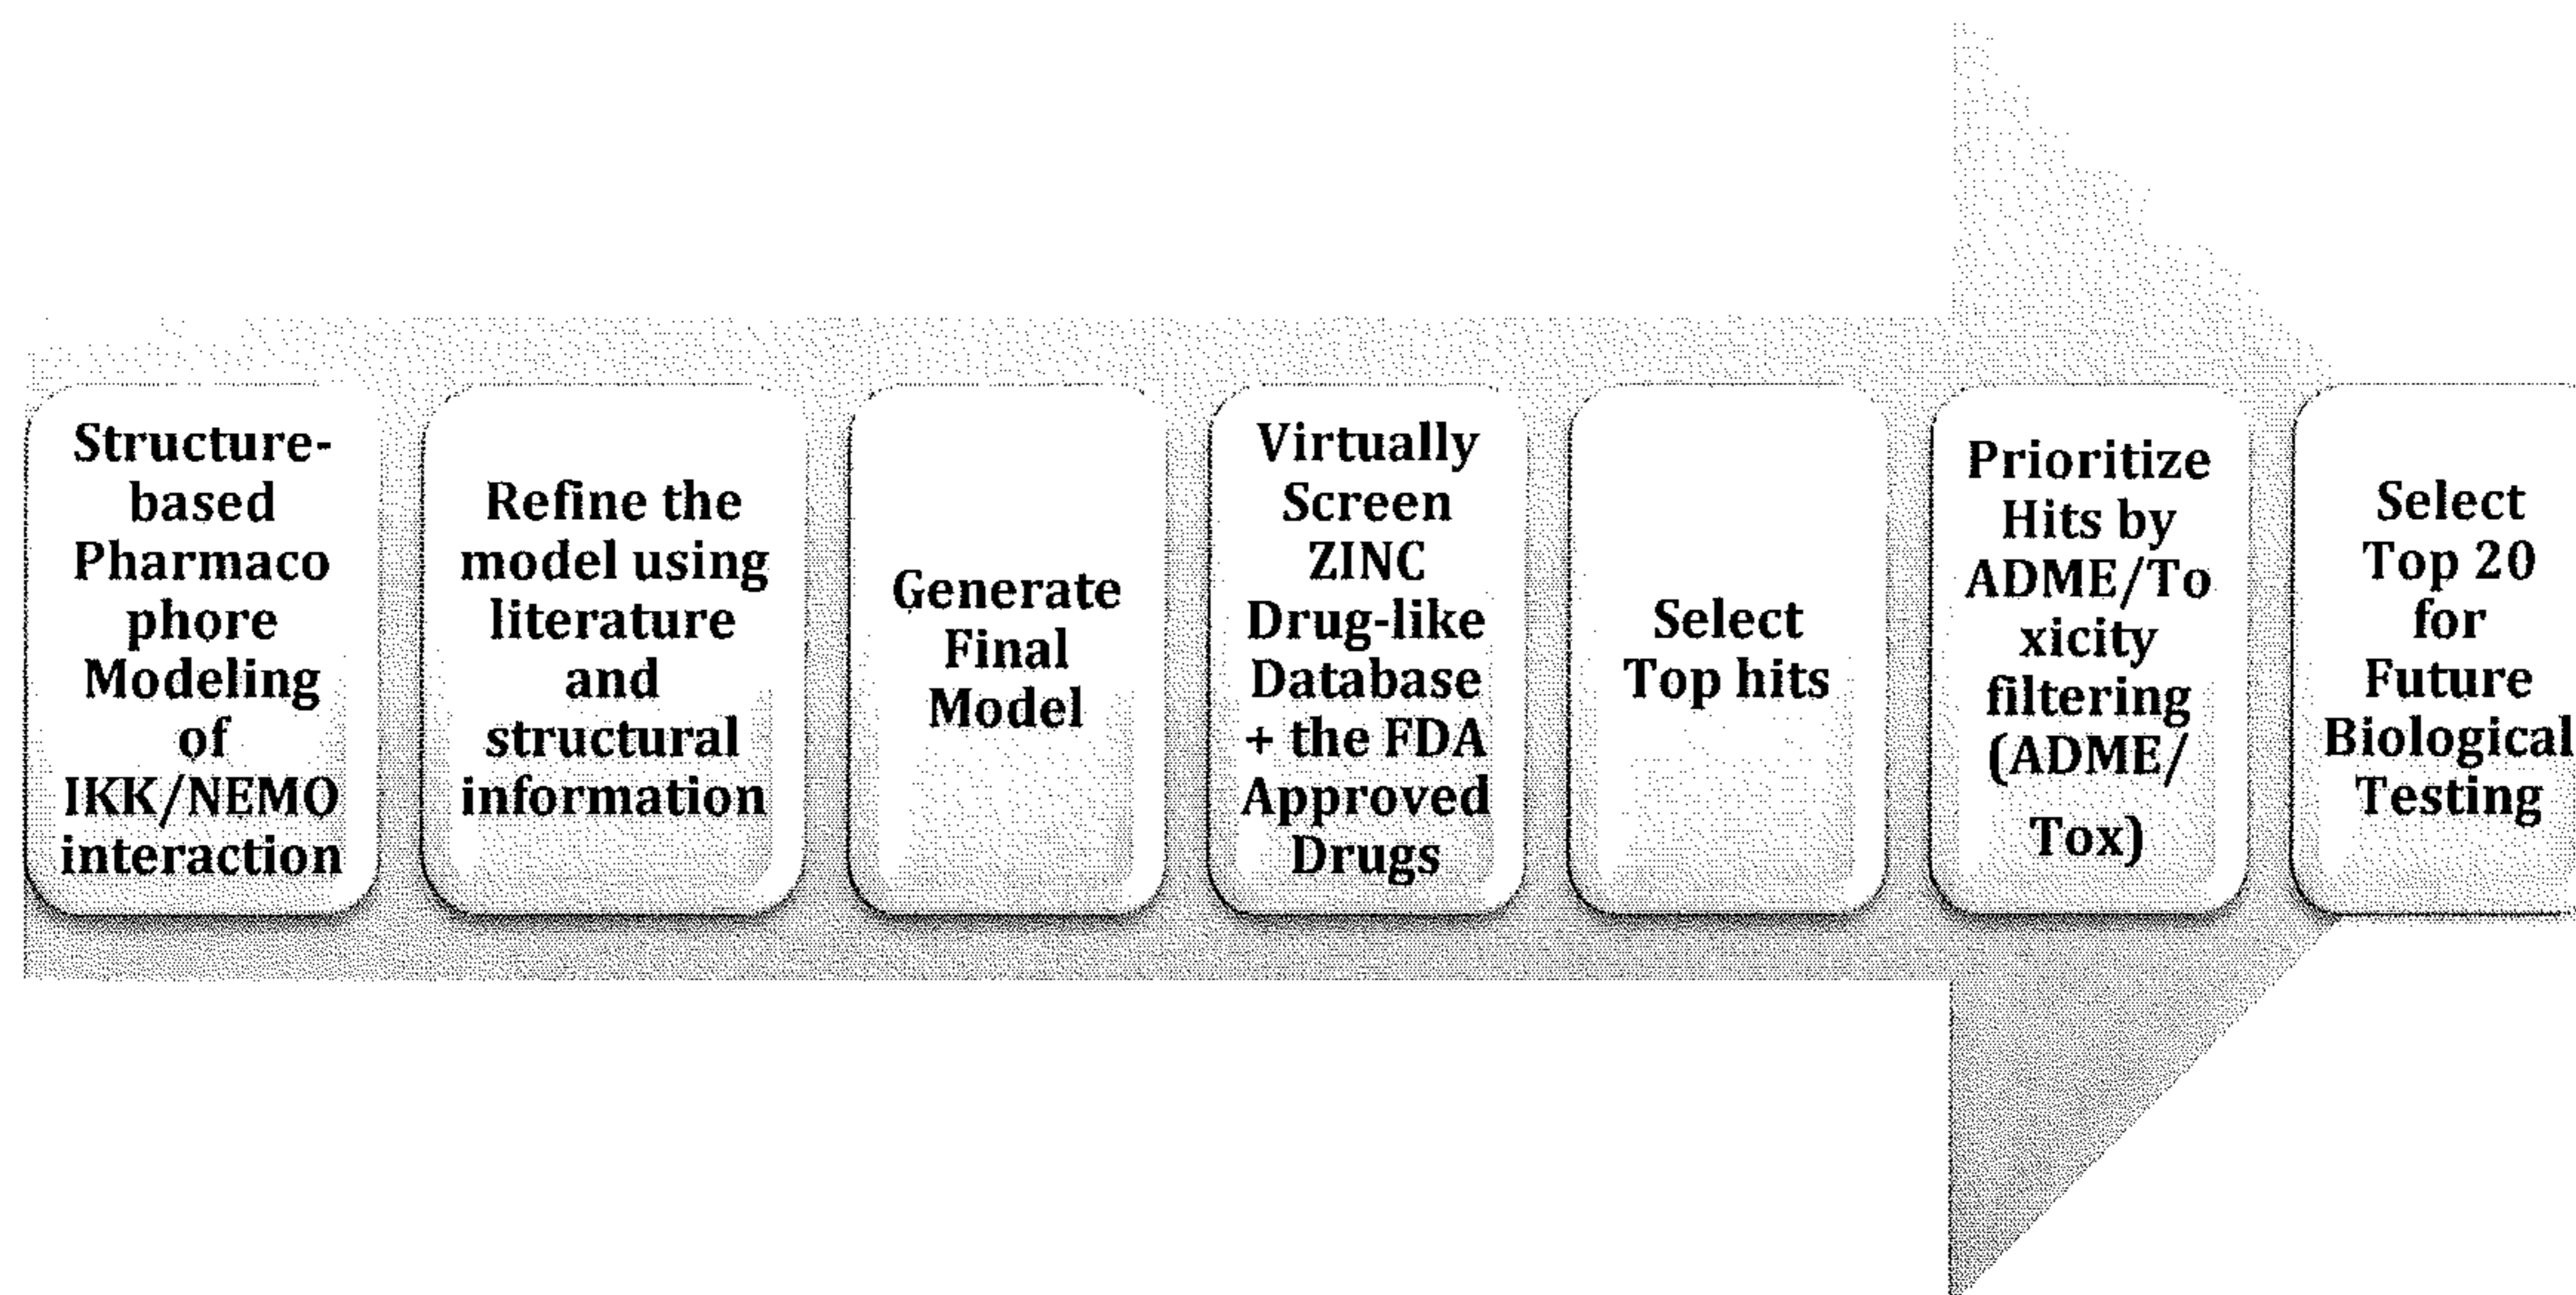 Structure-
based
Pharmaco
phore
Modeling
of
IKK/NEMO
interaction
Refine the
model using
literature
and
structural
information
Generate
Final
Model
Virtually
Screen
ZINC
Drug-like
Database
+ the FDA
Approved
Drugs
Select
Top hits
Prioritize
Hits by
ADME/To
xicity
filtering
(ADME/
Tox)
Select
Top 20
for
Future
Biological
Testing